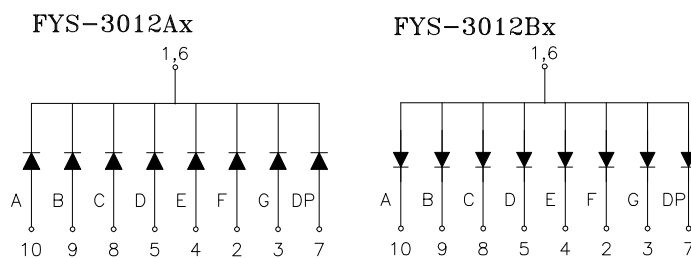 FYS-3012Ax
1,6
A B C D E F G DP
10 9 8 5 4 2 3 7
FYS-3012Bx
1,6
A B C D E F G DP
10 9 8 5 4 2 3 7